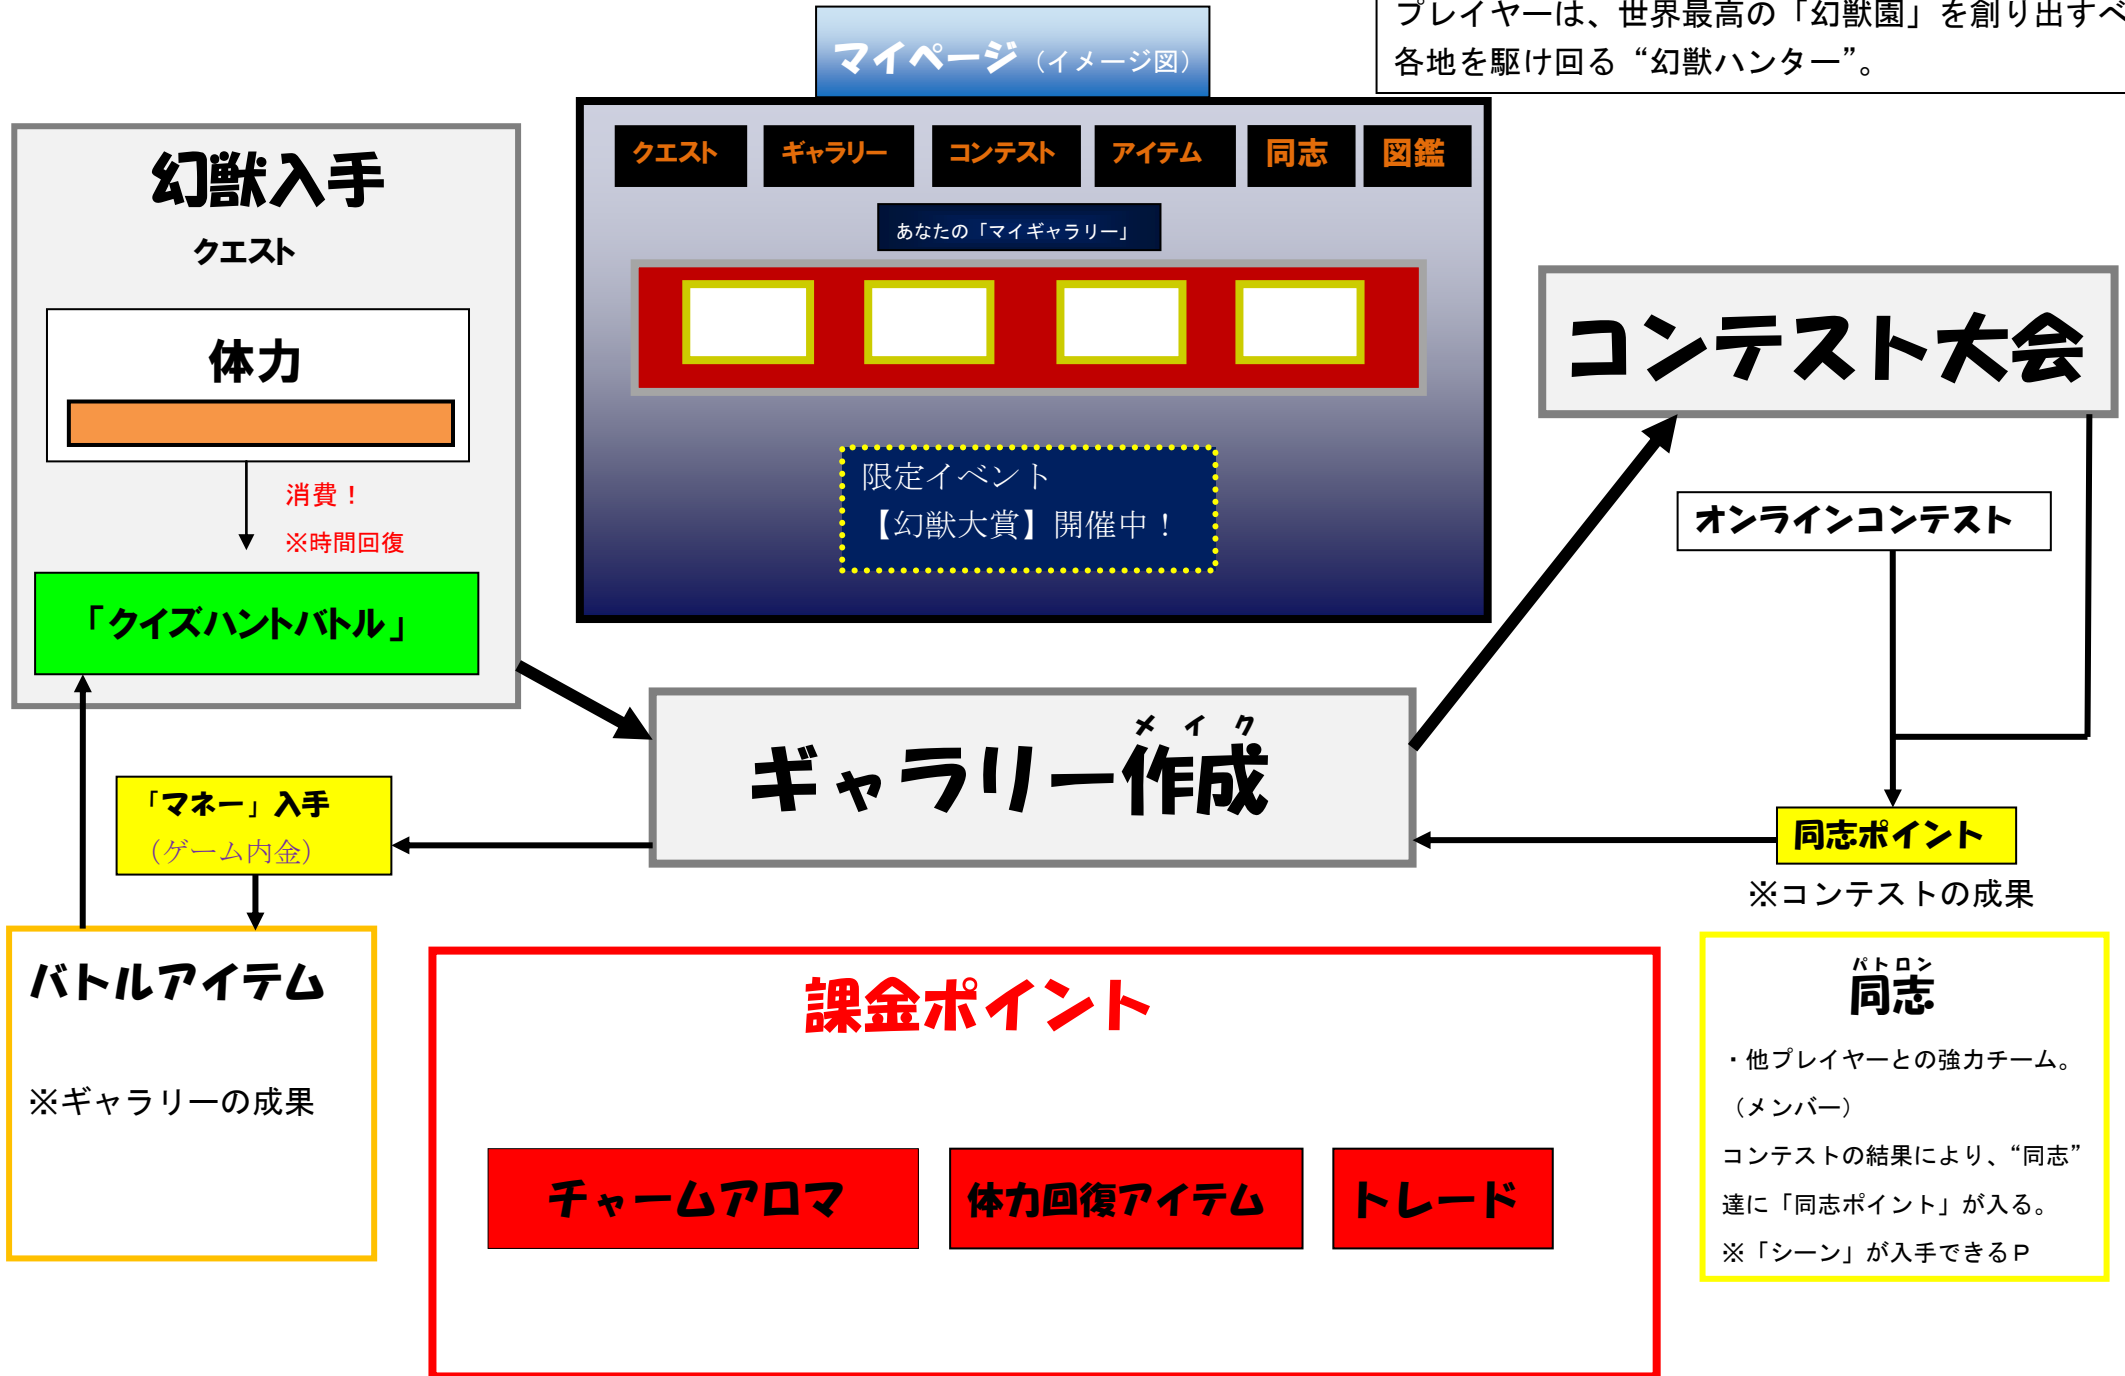 マイページ（イメージ図）
プレイヤーは、世界最高の「幻獣園」を創り出すべ
各地を駆け回る“幻獣ハンター”。
クエスト
ギャラリー
コンテスト
アイテム
同志
図鑑
あなたの「マイギャラリー」
限定イベント
【幻獣大賞】開催中！
幻獣入手
クエスト
体力
消費！
※時間回復
「クイズハントバトル」
コンテスト大会
オンラインコンテスト
メイク
ギャラリー作成
「マネー」入手
（ゲーム内金）
同志ポイント
※コンテストの成果
バトルアイテム
※ギャラリーの成果
課金ポイント
チャームアロマ
体力回復アイテム
トレード
パトロン
同志
・他プレイヤーとの強力チーム。
（メンバー）
コンテストの結果により、“同志”
達に「同志ポイント」が入る。
※「シーン」が入手できるＰ